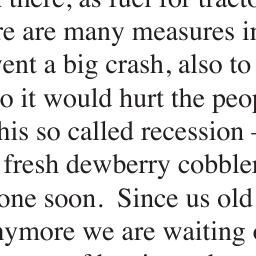 there, as fuel for tracto
re are many measures in
vent a big crash, also to
o it would hurt the peop
his so called recession -
fresh dewberry cobbler
one soon.  Since us old
nymore we are waiting